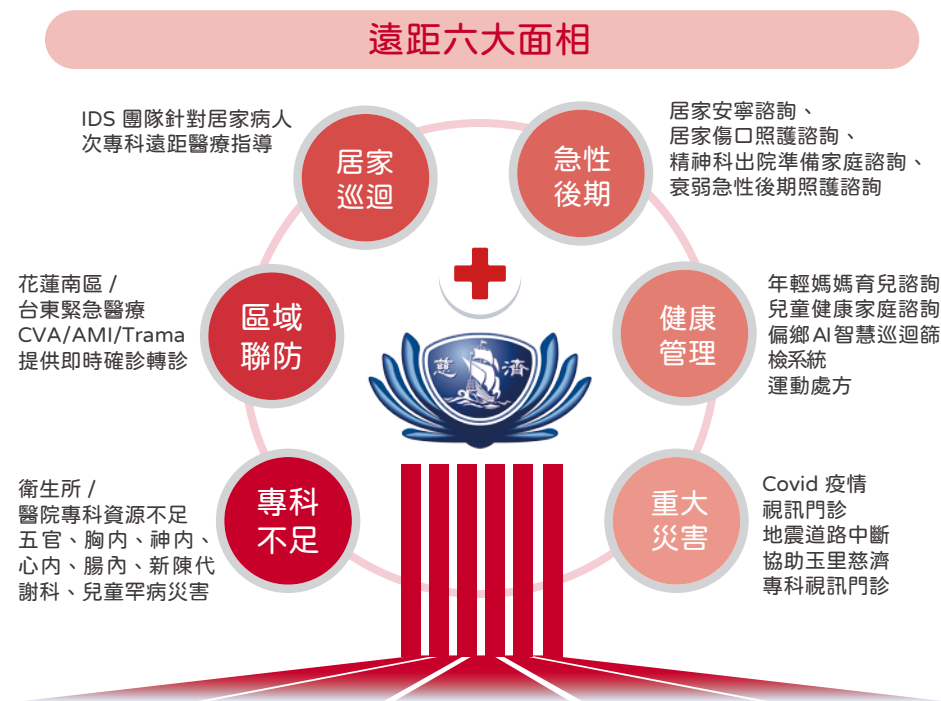 遠距六大面相
IDS 團隊針對居家病人
次專科遠距醫療指導
居家
巡迴
急性
後期
居家安寧諮詢、
居家傷口照護諮詢、
精神科出院準備家庭諮詢、
衰弱急性後期照護諮詢
花蓮南區 /
台東緊急醫療
CVA/AMI/Trama
提供即時確診轉診
區域
聯防
慈濟
健康
管理
年輕媽媽育兒諮詢
兒童健康家庭諮詢
偏鄉AI智慧巡迴篩
檢系統
運動處方
衛生所 /
醫院專科資源不足
五官、胸內、神內、
心內、腸內、新陳代
謝科、兒童罕病災害
專科
不足
重大
災害
Covid 疫情
視訊門診
地震道路中斷
協助玉里慈濟
專科視訊門診